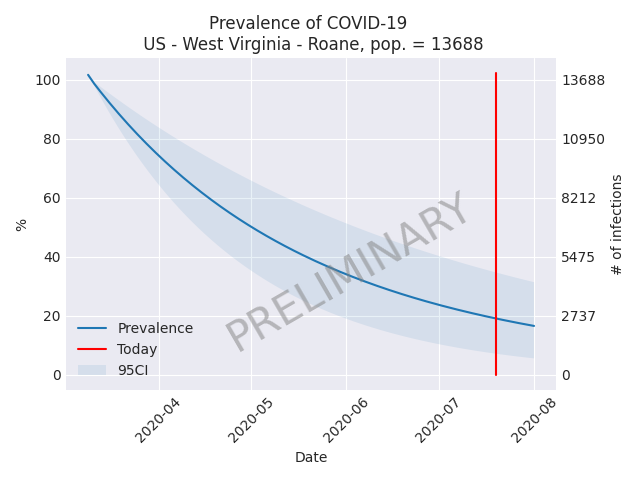 Prevalence of COVID-19
US - West Virginia - Roane, pop. = 13688
100
80
60
40
20
0
%
13688
10950
8212
5475
2737
0
# of infections
PRELIMINARY
Prevalence
Today
95CI
2020-04
2020-05
2020-06
2020-07
2020-08
Date